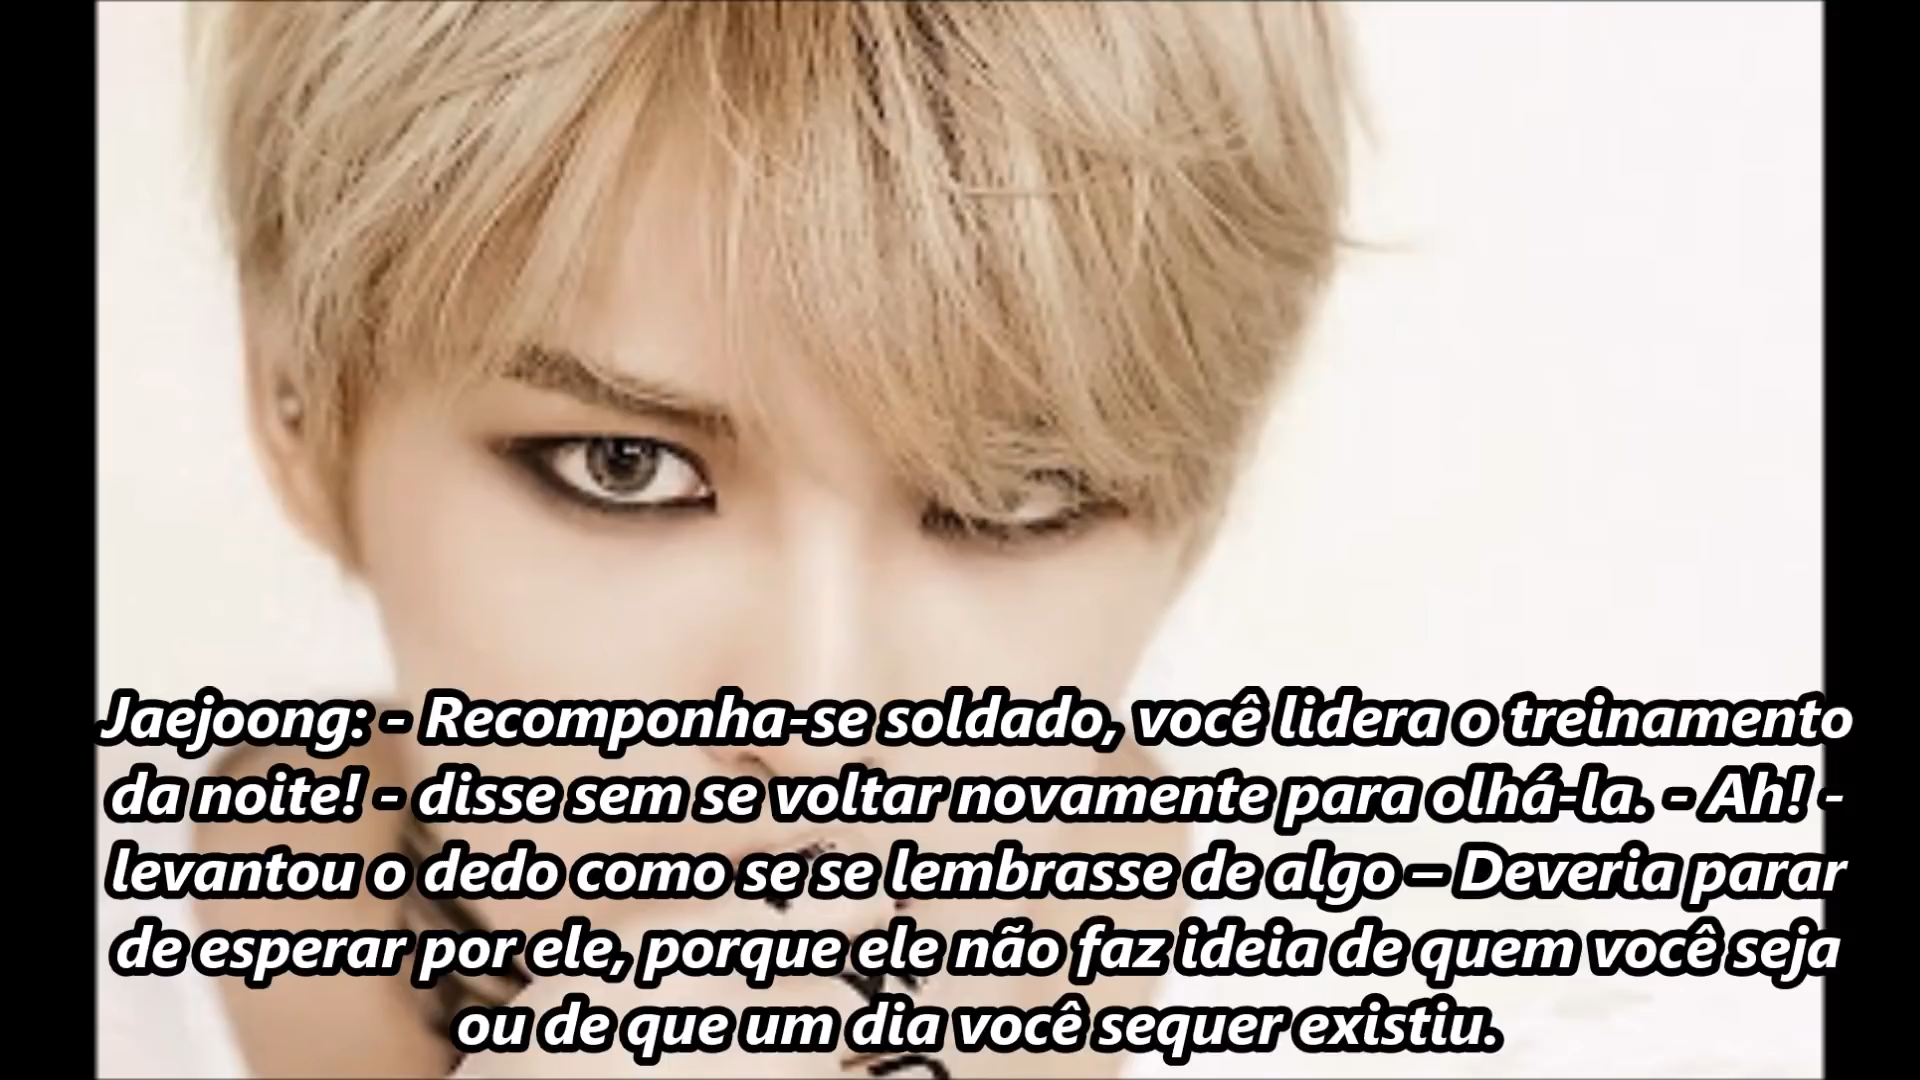 Jaejoong: - Recomponha-se soldado, você lidera o treinamento
da noite! - disse sem se voltar novamente para olhá-la. - Ah! -
levantou o dedo como se se lembrasse de algo – Deveria parar
de esperar por ele, porque ele não faz ideia de quem você seja
ou de que um dia você sequer existiu.